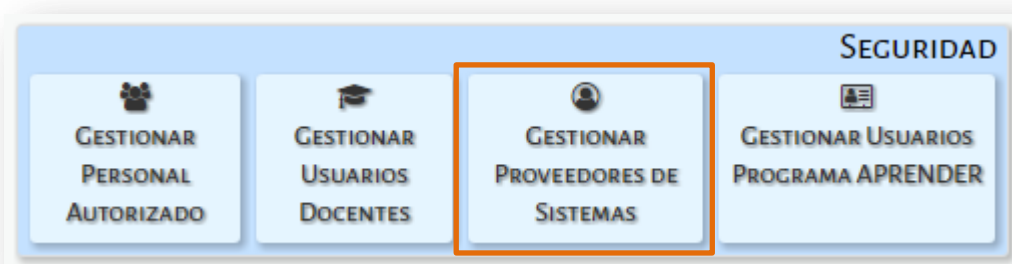 Seguridad
Gestionar
Personal
Autorizado
Gestionar
Usuarios
Docentes
Gestionar
Proveedores de
Sistemas
Gestionar Usuarios
Programa APRENDER